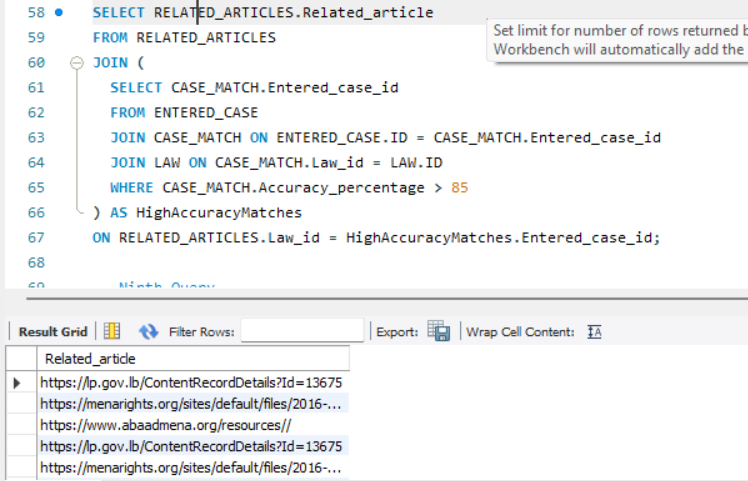 58 SELECT RELATED_ARTICLES.Related_article
59 FROM RELATED_ARTICLES
60 JOIN (
61 SELECT CASE_MATCH.Entered_case_id
62 FROM ENTERED_CASE
63 JOIN CASE_MATCH ON ENTERED_CASE.ID = CASE_MATCH.Entered_case_id
64 JOIN LAW ON CASE_MATCH.Law_id = LAW.ID
65 WHERE CASE_MATCH.Accuracy_percentage > 85
66 ) AS HighAccuracyMatches
67 ON RELATED_ARTICLES.Law_id = HighAccuracyMatches.Entered_case_id;
68
69 Ninth Query
Set limit for number of rows returned b
Workbench will automatically add the
Result Grid Filter Rows: Export: Wrap Cell Content: IA
Related_article
https://lp.gov.lb/ContentRecordDetails?Id=13675
https://menarights.org/sites/default/files/2016-...
https://www.abaadmena.org/resources//
https://lp.gov.lb/ContentRecordDetails?Id=13675
https://menarights.org/sites/default/files/2016-...